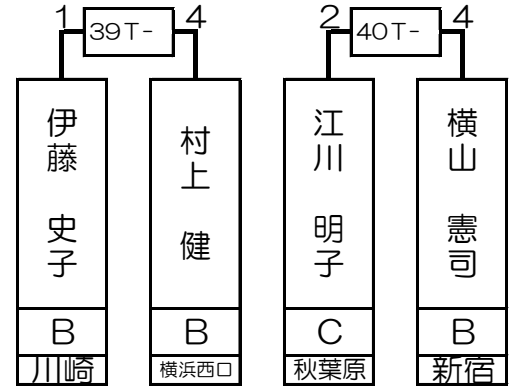 1 39T- 4 2 40T- 4
伊藤 史子
村上 健
江川 明子
横山 憲司
B B C B
川崎 横浜西口 秋葉原 新宿